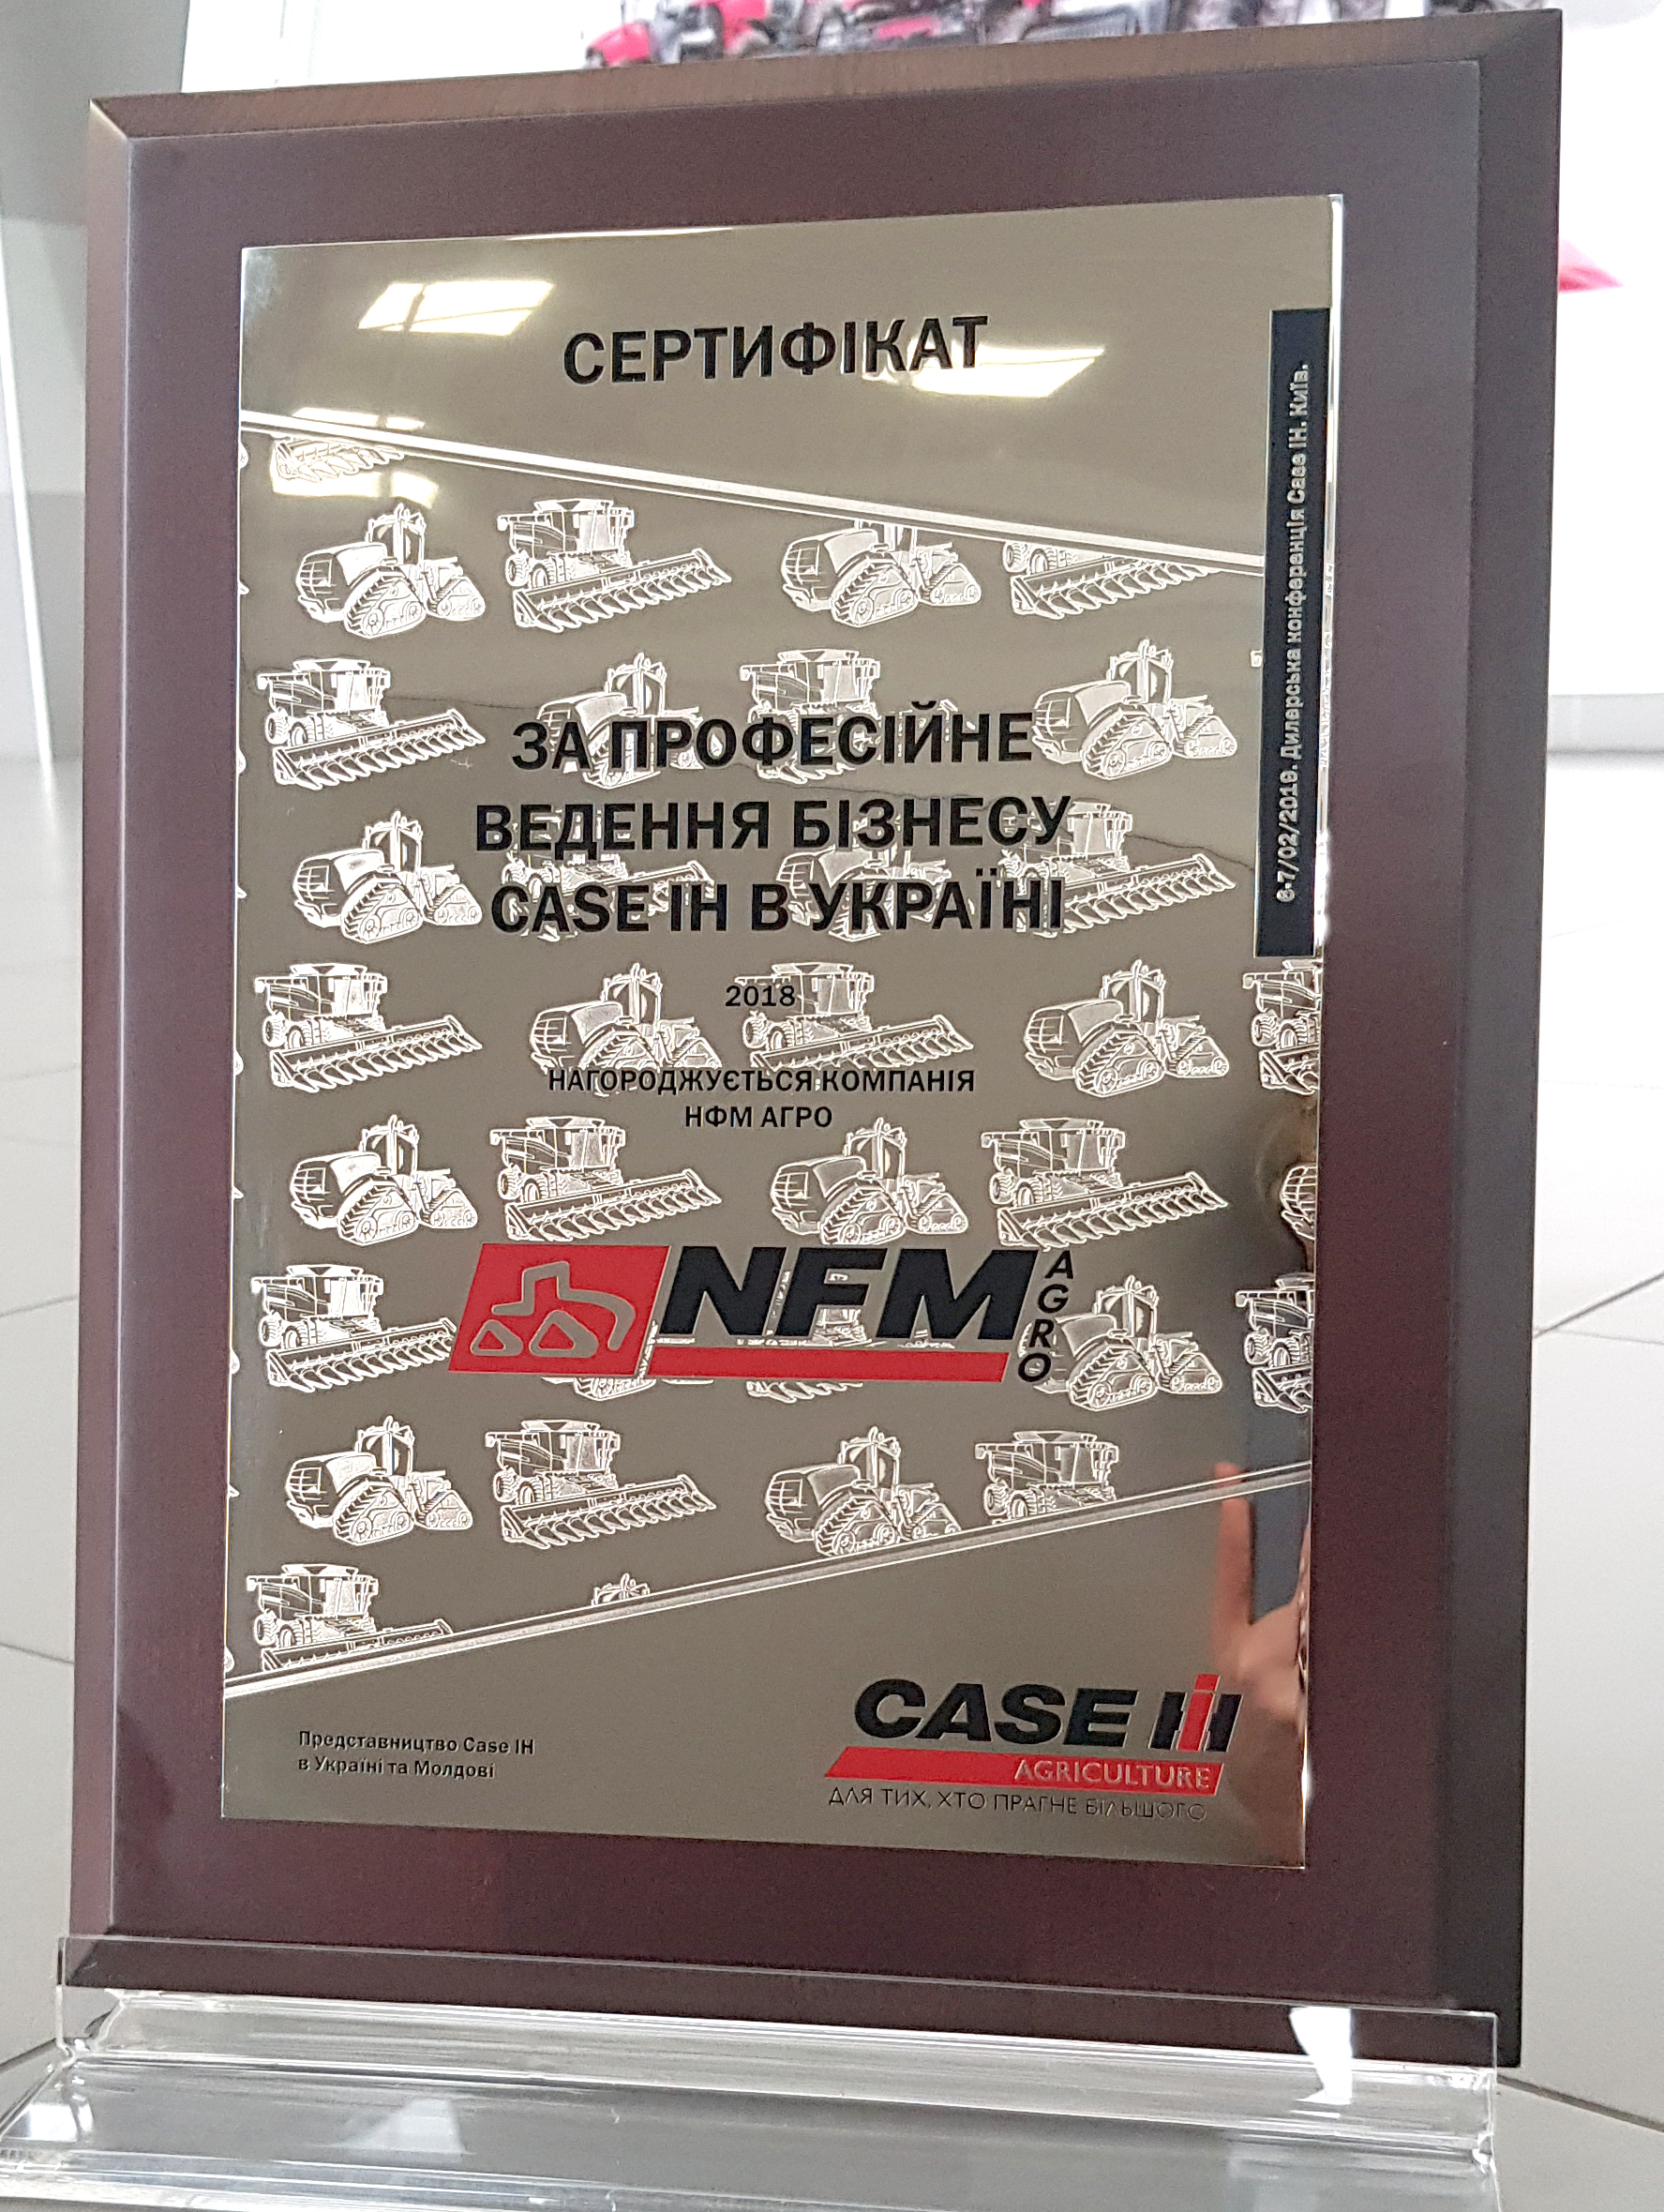 СЕРТИФІКАТ
6-7/02/2019. Дилерська конференція Case IH. Київ.
ЗА ПРОФЕСІЙНЕ
ВЕДЕННЯ БІЗНЕСУ
CASE IH В УКРАЇНІ
2018
НАГОРОДЖУЄТЬСЯ КОМПАНІЯ
НФМ АГРО
NFM
AGRO
CASE IH
AGRICULTURE
ДЛЯ ТИХ, ХТО ПРАГНЕ БІЛЬШОГО
Представництво Case IH
в Україні та Молдові